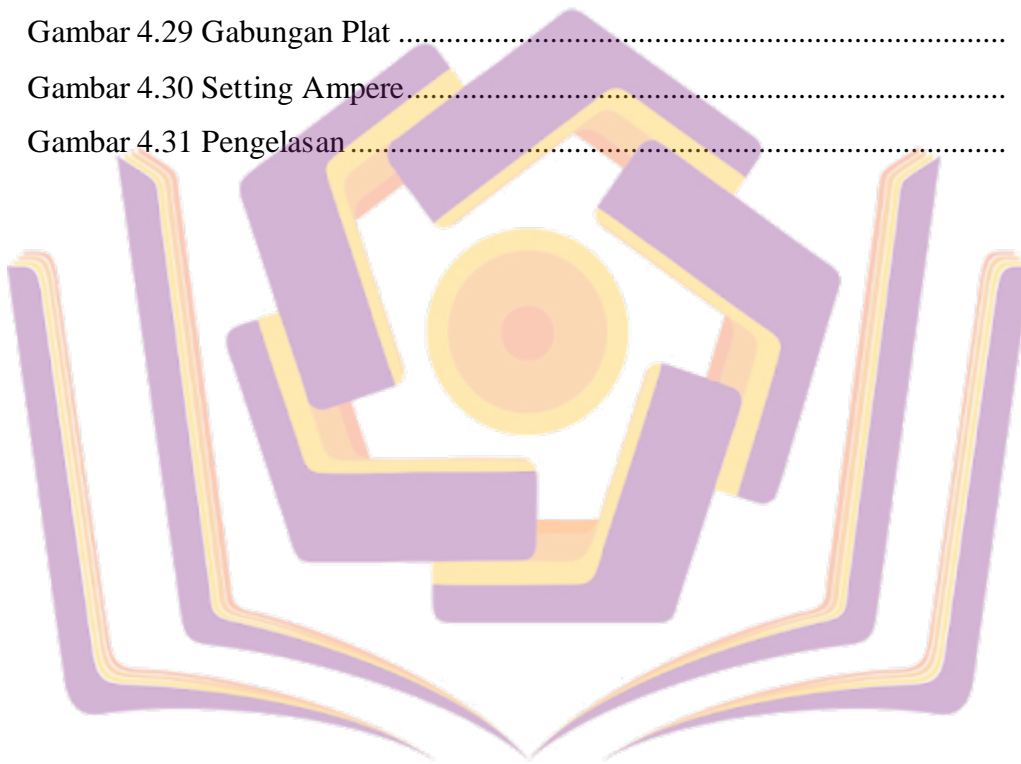 Gambar 4.29 Gabungan Plat ............................................................................
Gambar 4.30 Setting Ampere...........................................................................
Gambar 4.31 Pengelasan ..................................................................................